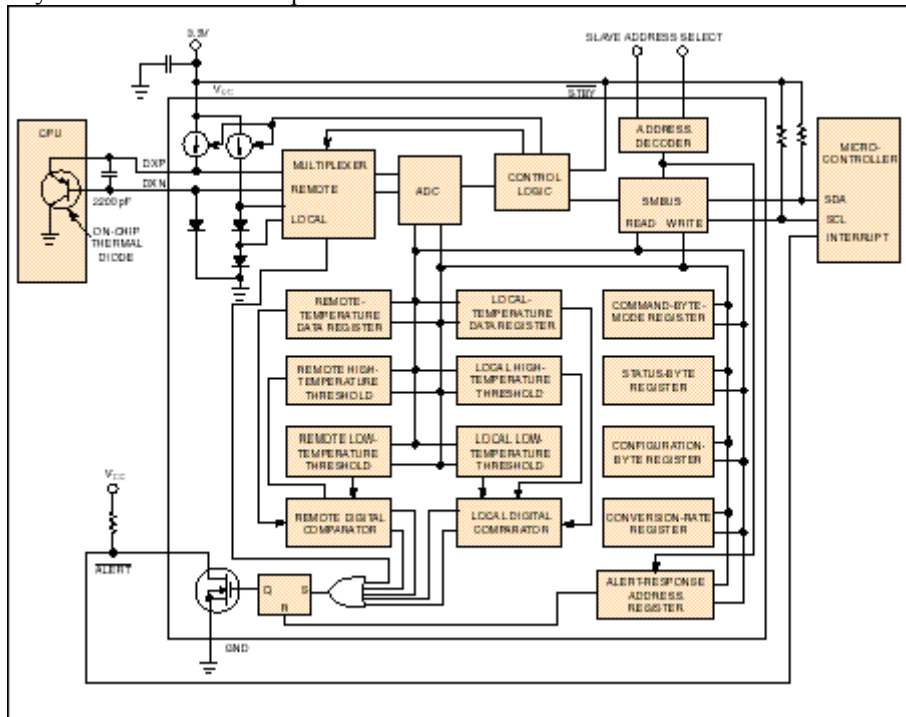 3.3V
SLAVE ADDRESS SELECT
VCC
STBY
CPU
DXP
DXN
2200 pF
ON-CHIP
THERMAL
DIODE
MULTIPLEXER
REMOTE
LOCAL
ADC
CONTROL
LOGIC
ADDRESS
DECODER
SMBUS
READ WRITE
MICRO-
CONTROLLER
SDA
SCL
INTERRUPT
REMOTE-
TEMPERATURE
DATA REGISTER
LOCAL-
TEMPERATURE
DATA REGISTER
COMMAND-BYTE-
MODE REGISTER
REMOTE HIGH-
TEMPERATURE
THRESHOLD
LOCAL HIGH-
TEMPERATURE
THRESHOLD
STATUS-BYTE
REGISTER
REMOTE LOW-
TEMPERATURE
THRESHOLD
LOCAL LOW-
TEMPERATURE
THRESHOLD
CONFIGURATION-
BYTE REGISTER
VCC
REMOTE DIGITAL
COMPARATOR
LOCAL DIGITAL
COMPARATOR
CONVERSION-RATE
REGISTER
ALERT
Q S
R
ALERT-RESPONSE
ADDRESS
REGISTER
GND